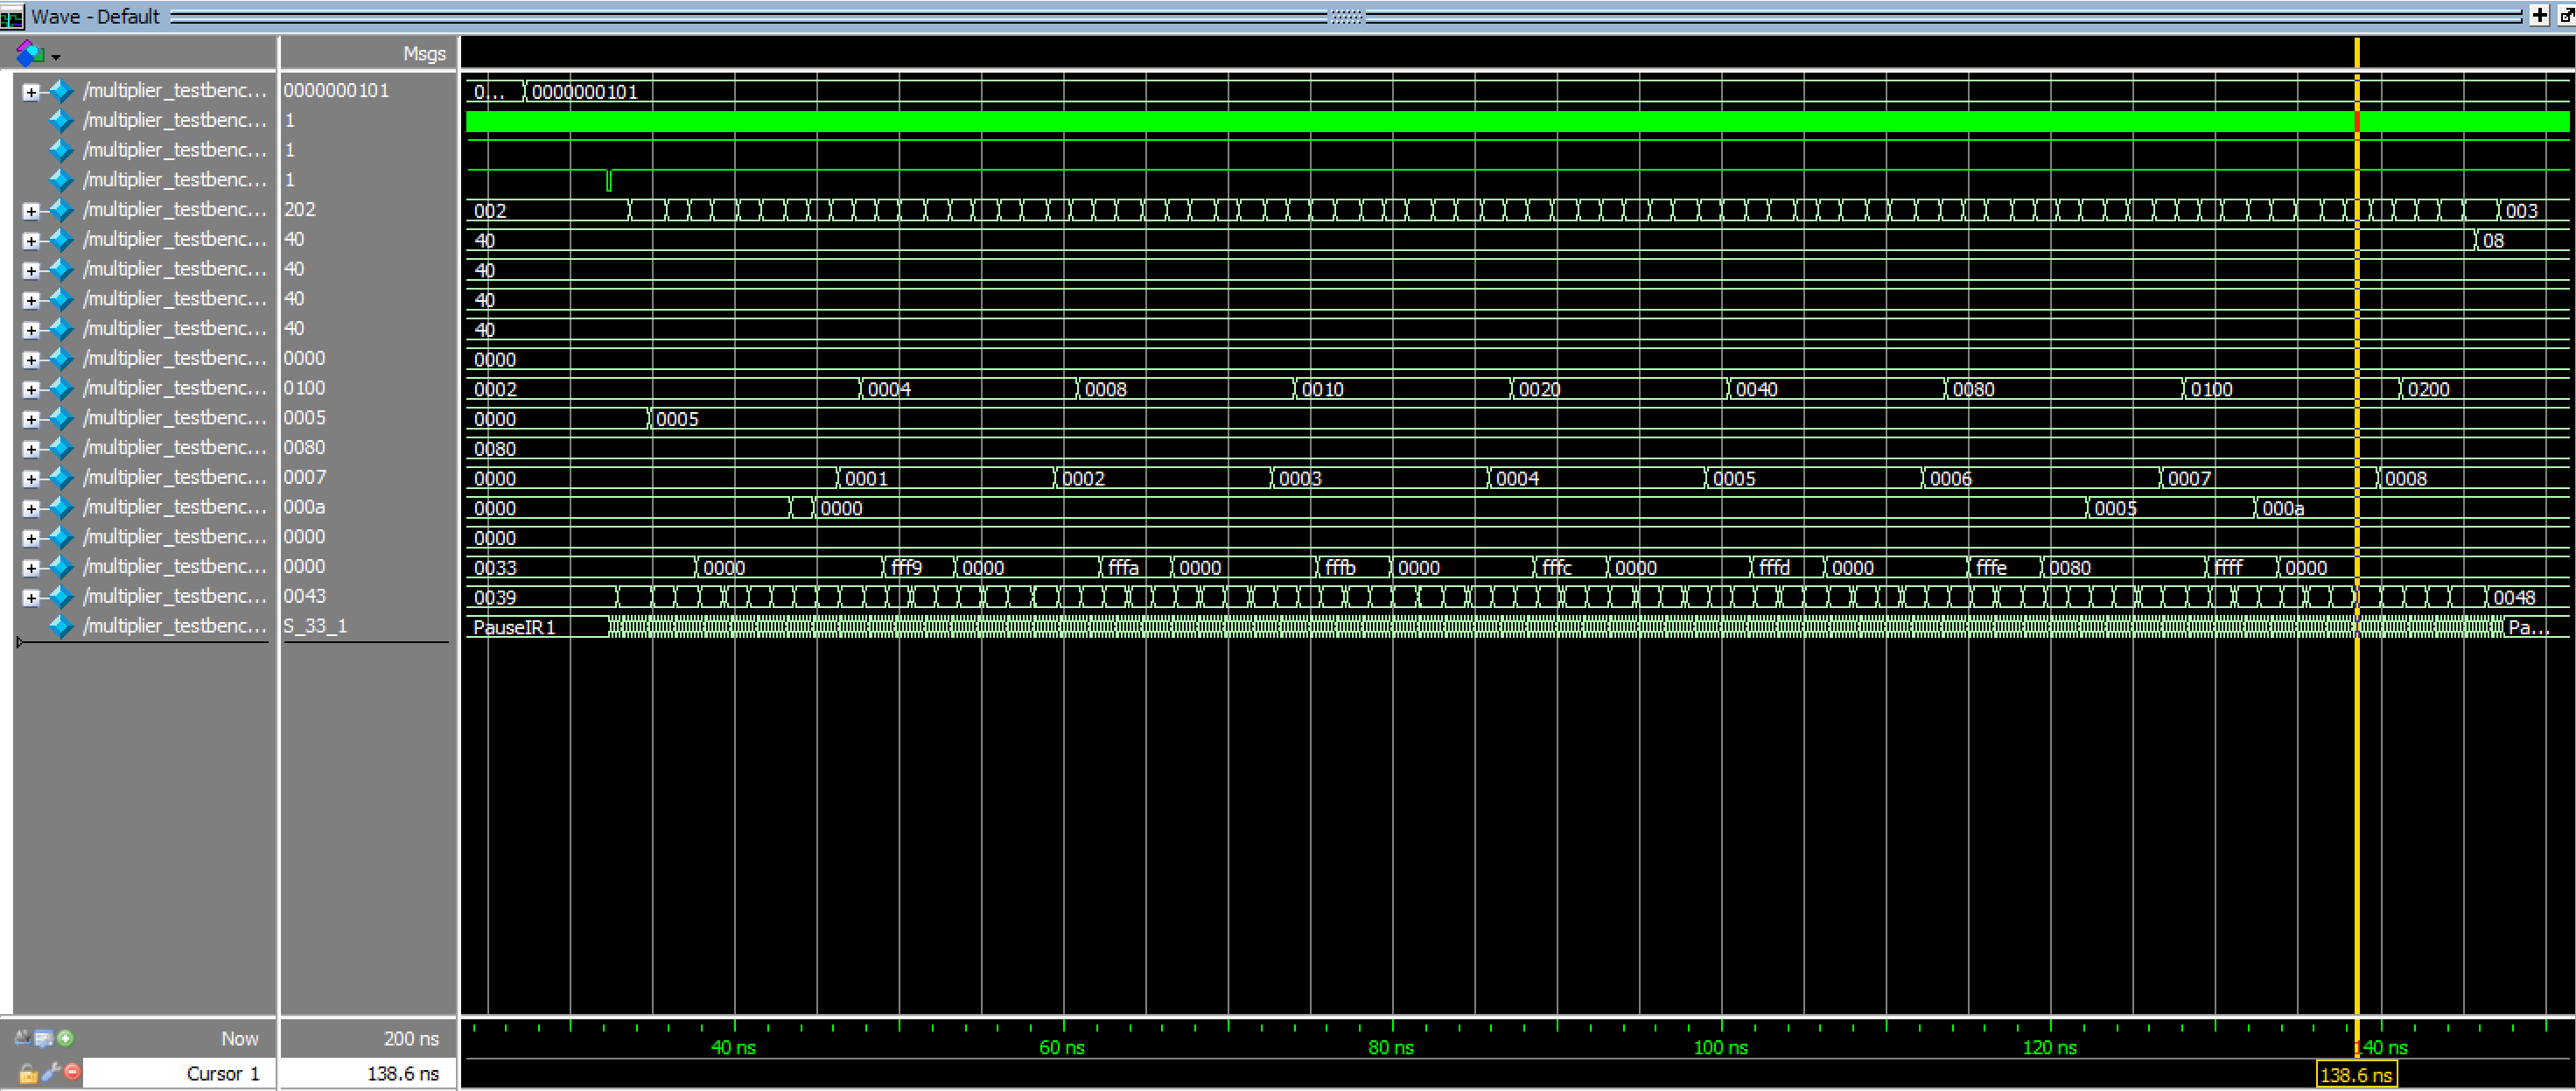 Wave - Default
Msgs
/multiplier_testbenc... 0000000101 0... 0000000101
/multiplier_testbenc... 1
/multiplier_testbenc... 1
/multiplier_testbenc... 1
/multiplier_testbenc... 202 002 003
/multiplier_testbenc... 40 40 08
/multiplier_testbenc... 40 40
/multiplier_testbenc... 40 40
/multiplier_testbenc... 40 40
/multiplier_testbenc... 0000 0000
/multiplier_testbenc... 0100 0002 0004 0008 0010 0020 0040 0080 0100 0200
/multiplier_testbenc... 0005 0000 0005
/multiplier_testbenc... 0080 0080
/multiplier_testbenc... 0007 0000 0001 0002 0003 0004 0005 0006 0007 0008
/multiplier_testbenc... 000a 0000 0000 0005 000a
/multiplier_testbenc... 0000 0000
/multiplier_testbenc... 0000 0033 0000 fff9 0000 fffa 0000 fffb 0000 fffc 0000 fffd 0000 fffe 0080 ffff 0000
/multiplier_testbenc... 0043 0039 0048
/multiplier_testbenc... S_33_1 PauseIR1 Pa...
Now 200 ns 40 ns 60 ns 80 ns 100 ns 120 ns 140 ns
Cursor 1 138.6 ns 138.6 ns